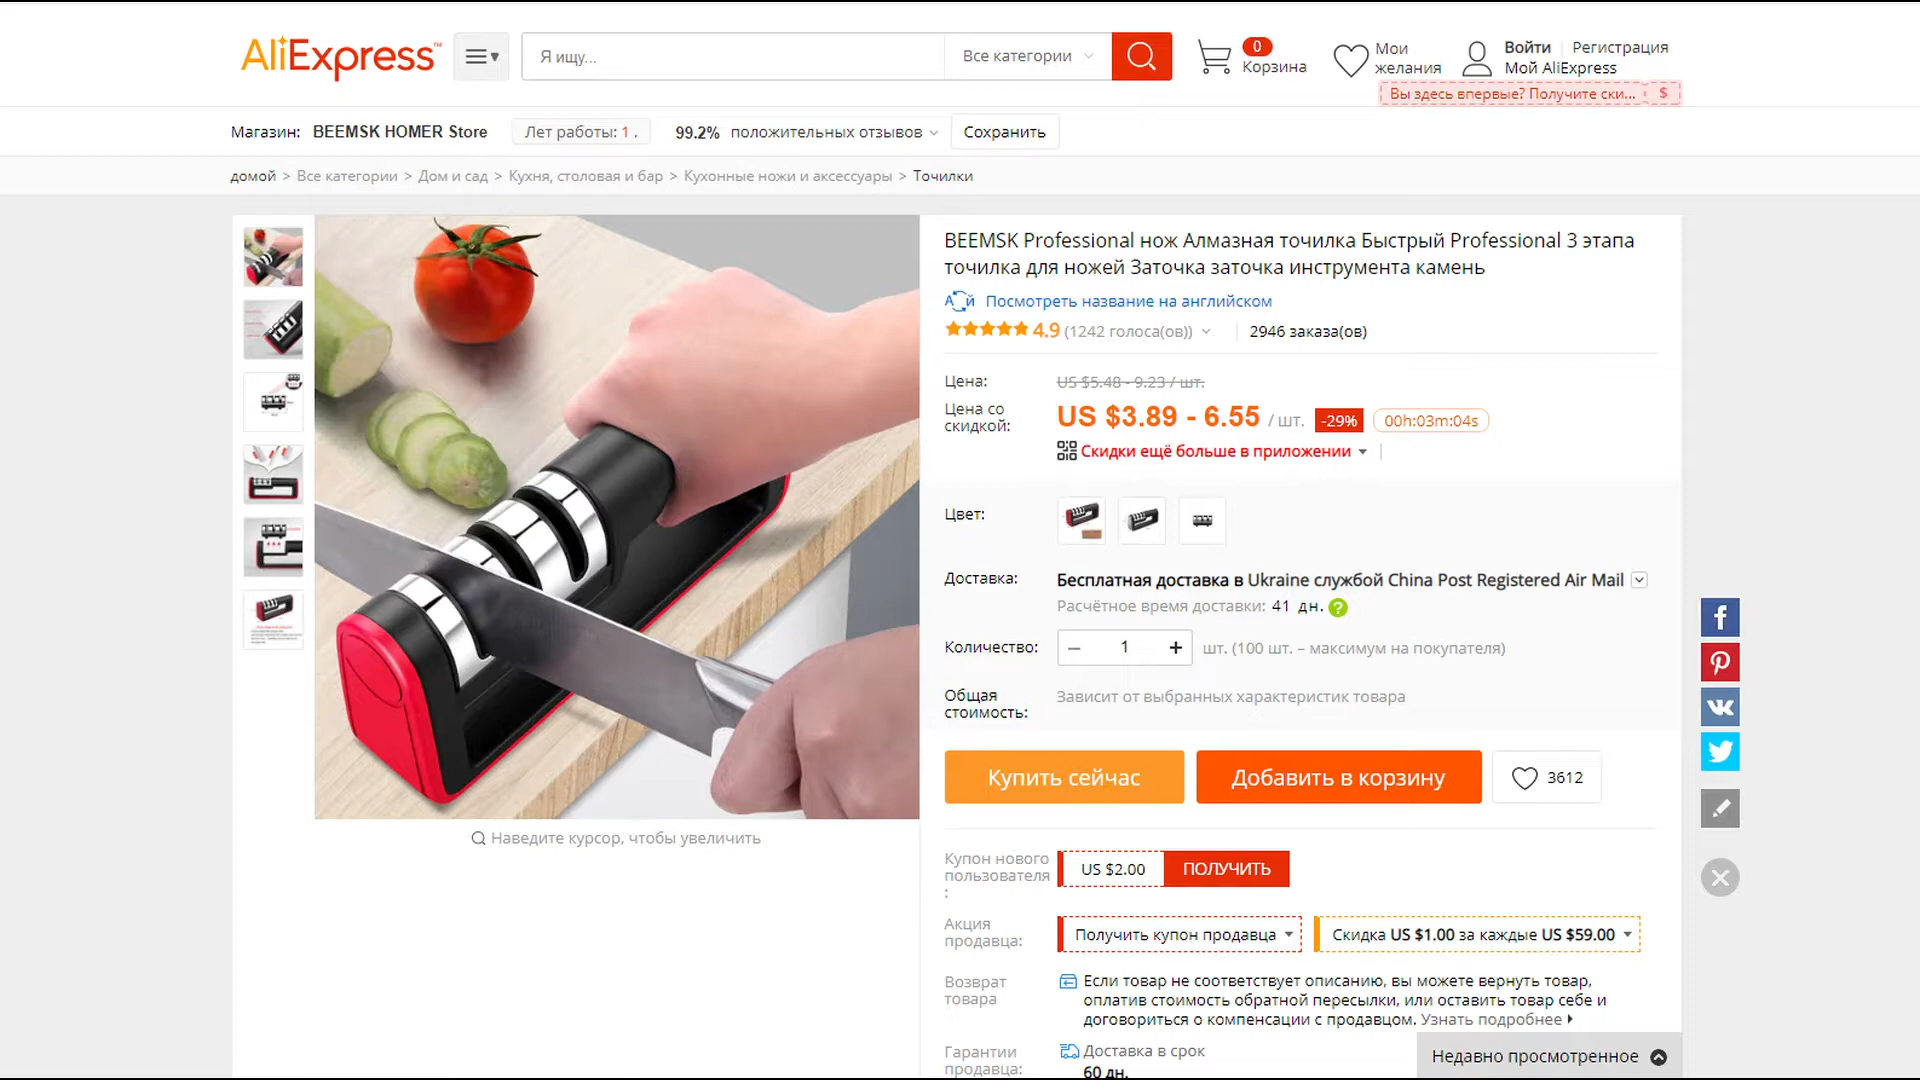 AliExpress™
Я ищу...
Все категории
0
Корзина
Мои
желания
Войти
Регистрация
Мой AliExpress
Вы здесь впервые? Получите ски...
$
Магазин: BEEMSK HOMER Store
Лет работы: 1 .
99.2% положительных отзывов
Сохранить
домой > Все категории > Дом и сад > Кухня, столовая и бар > Кухонные ножи и аксессуары > Точилки
BEEMSK Professional нож Алмазная точилка Быстрый Professional 3 этапа
точилка для ножей Заточка заточка инструмента камень
Посмотреть название на английском
4.9 (1242 голоса(ов)) 2946 заказа(ов)
Цена: US $5.48 - 9.23 / шт.
Цена со
скидкой:
US $3.89 - 6.55 / шт. -29% 00h:03m:04s
Скидки ещё больше в приложении
Цвет:
Доставка: Бесплатная доставка в Ukraine службой China Post Registered Air Mail
Расчётное время доставки: 41 дн. ?
Количество: − 1 + шт. (100 шт. – максимум на покупателя)
Общая
стоимость:
Зависит от выбранных характеристик товара
Купить сейчас
Добавить в корзину
3612
Наведите курсор, чтобы увеличить
Купон нового
пользователя
:
US $2.00 ПОЛУЧИТЬ
Акция
продавца:
Получить купон продавца
Скидка US $1.00 за каждые US $59.00
Возврат
товара
Если товар не соответствует описанию, вы можете вернуть товар,
оплатив стоимость обратной пересылки, или оставить товар себе и
договориться о компенсации с продавцом. Узнать подробнее
Гарантии
продавца:
Доставка в срок
60 дн.
Недавно просмотренное